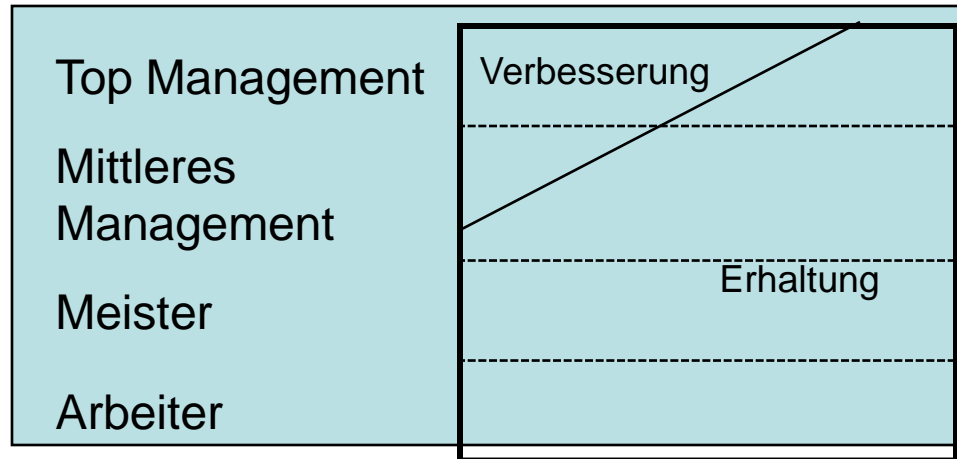 Top Management
Verbesserung
Mittleres
Management
Erhaltung
Meister
Arbeiter